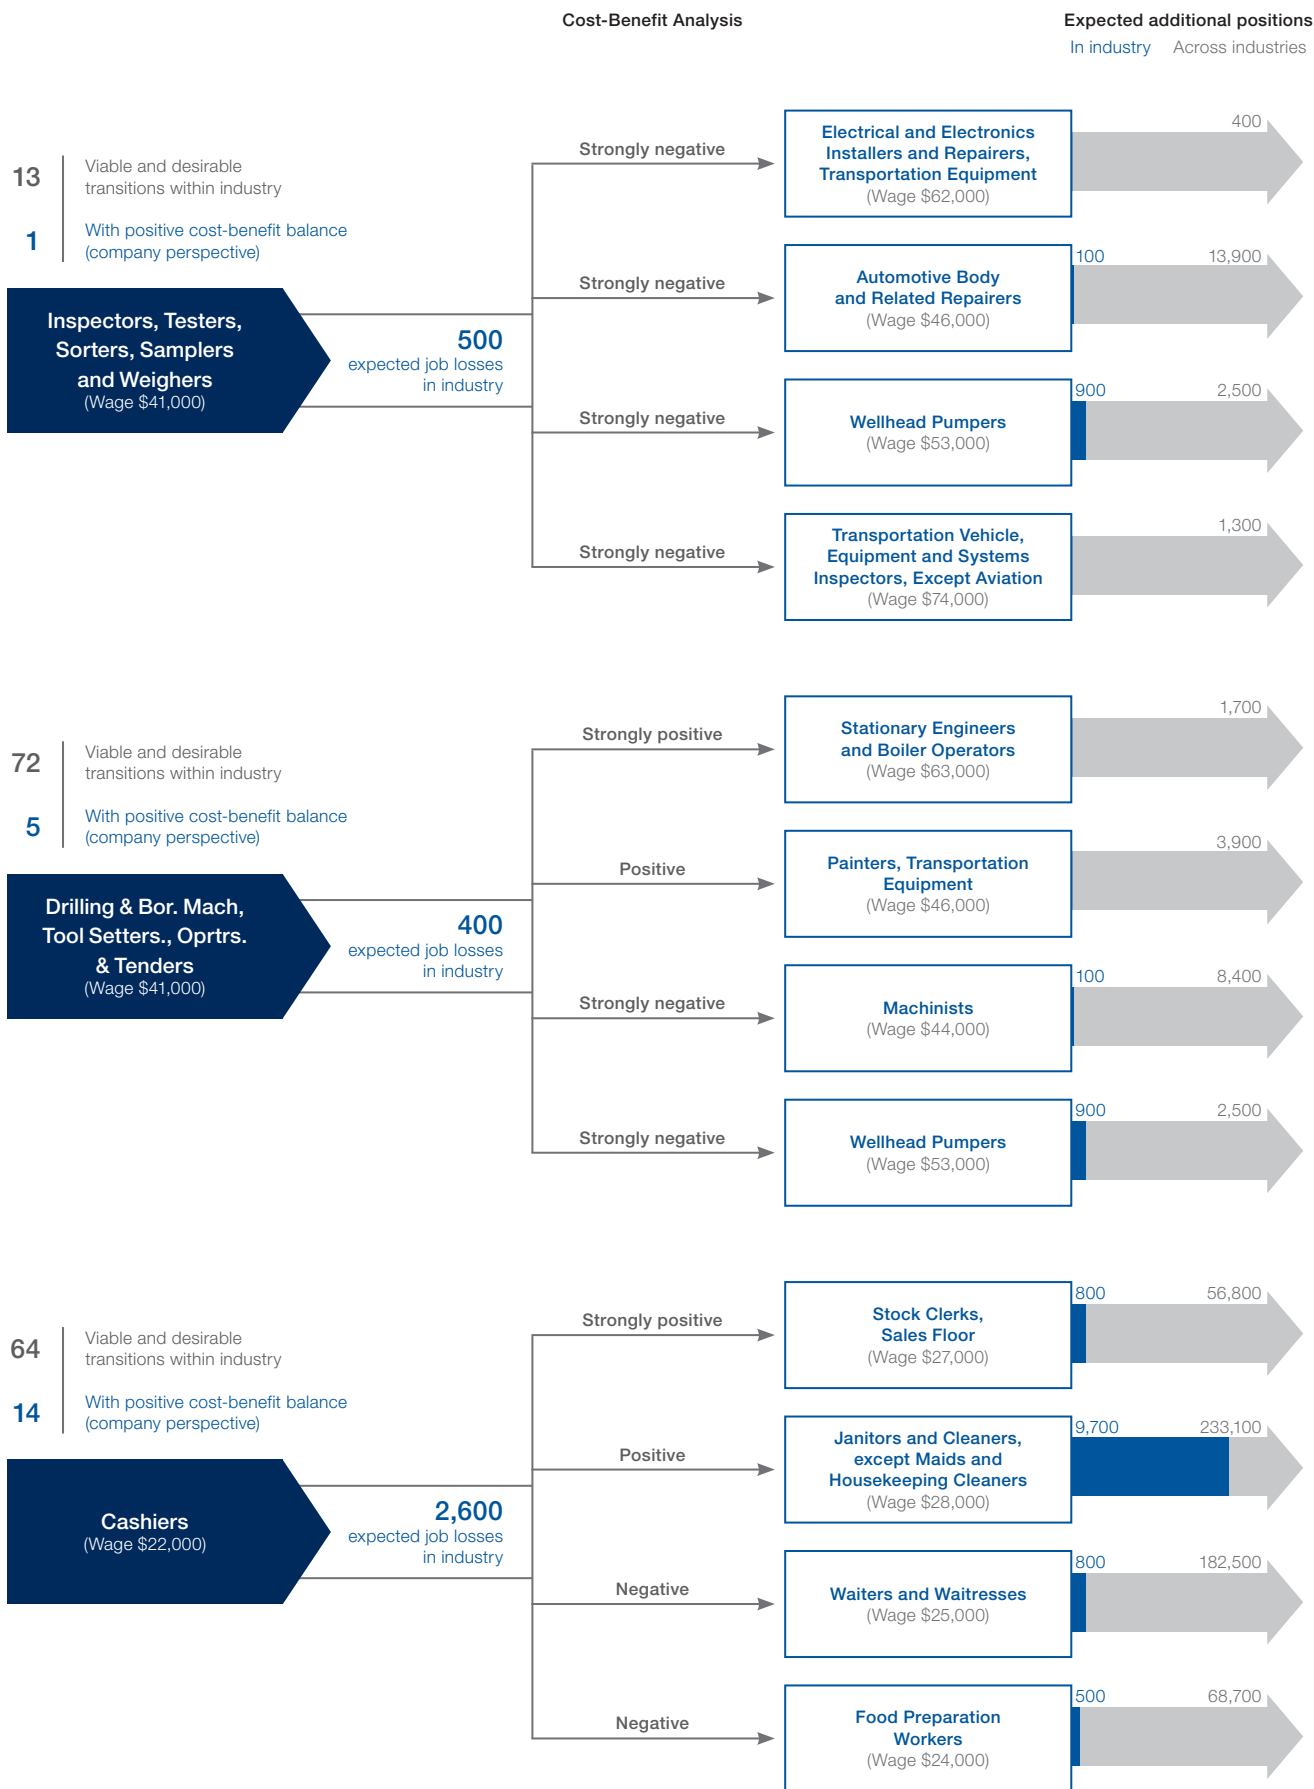 Cost-Benefit Analysis
Expected additional positions
In industry Across industries
13
Viable and desirable
transitions within industry
1
With positive cost-benefit balance
(company perspective)
Inspectors, Testers,
Sorters, Samplers
and Weighers
(Wage $41,000)
500
expected job losses
in industry
Strongly negative
Electrical and Electronics
Installers and Repairers,
Transportation Equipment
(Wage $62,000)
400
Strongly negative
Automotive Body
and Related Repairers
(Wage $46,000)
100 13,900
Strongly negative
Wellhead Pumpers
(Wage $53,000)
900 2,500
Strongly negative
Transportation Vehicle,
Equipment and Systems
Inspectors, Except Aviation
(Wage $74,000)
1,300
72
Viable and desirable
transitions within industry
5
With positive cost-benefit balance
(company perspective)
Drilling & Bor. Mach,
Tool Setters., Oprtrs.
& Tenders
(Wage $41,000)
400
expected job losses
in industry
Strongly positive
Stationary Engineers
and Boiler Operators
(Wage $63,000)
1,700
Positive
Painters, Transportation
Equipment
(Wage $46,000)
3,900
Strongly negative
Machinists
(Wage $44,000)
100 8,400
Strongly negative
Wellhead Pumpers
(Wage $53,000)
900 2,500
64
Viable and desirable
transitions within industry
14
With positive cost-benefit balance
(company perspective)
Cashiers
(Wage $22,000)
2,600
expected job losses
in industry
Strongly positive
Stock Clerks,
Sales Floor
(Wage $27,000)
800 56,800
Positive
Janitors and Cleaners,
except Maids and
Housekeeping Cleaners
(Wage $28,000)
9,700 233,100
Negative
Waiters and Waitresses
(Wage $25,000)
800 182,500
Negative
Food Preparation
Workers
(Wage $24,000)
500 68,700